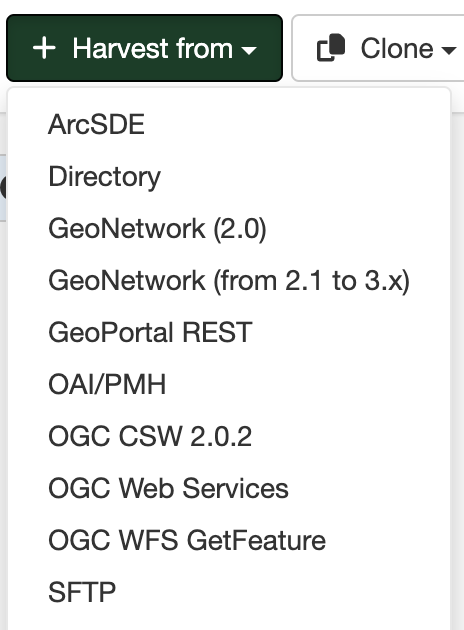 Harvest from
Clone
ArcSDE
Directory
GeoNetwork (2.0)
GeoNetwork (from 2.1 to 3.x)
GeoPortal REST
OAI/PMH
OGC CSW 2.0.2
OGC Web Services
OGC WFS GetFeature
SFTP